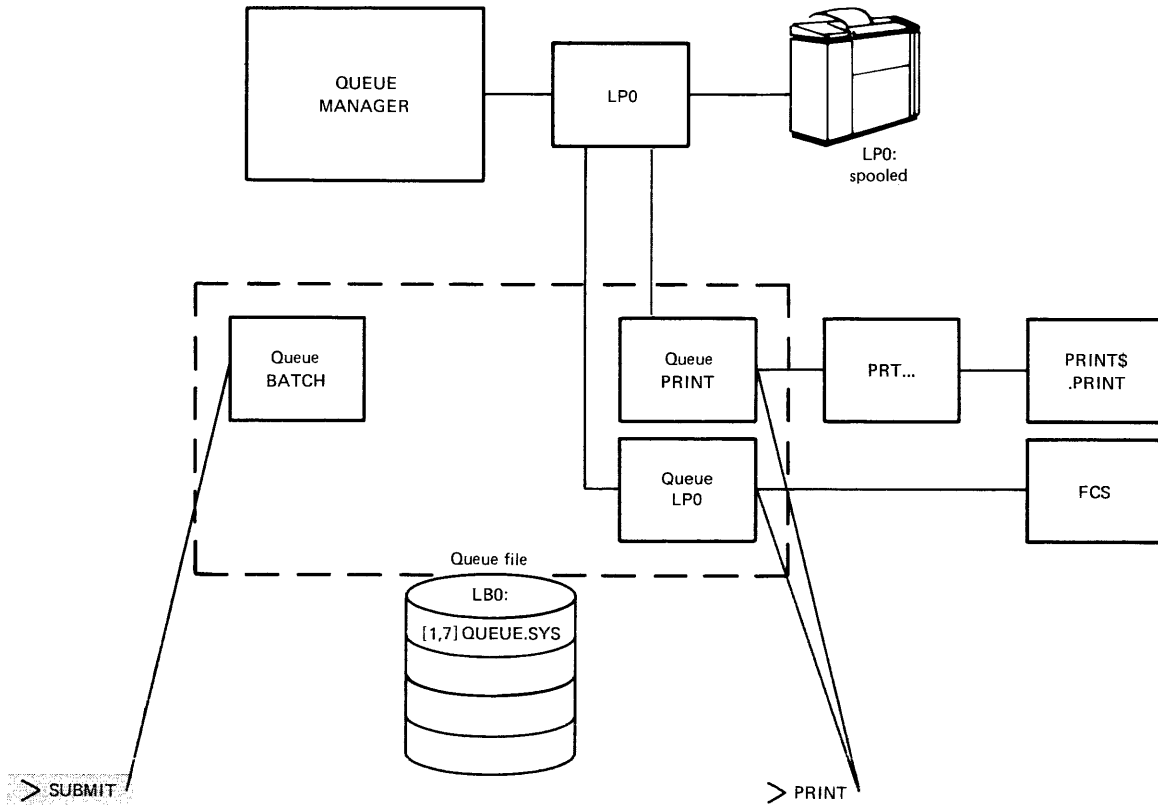 QUEUE
MANAGER
LP0
LP0:
spooled
Queue
BATCH
Queue
PRINT
PRT...
PRINT$
.PRINT
Queue
LP0
FCS
Queue file
LB0:
[1,7] QUEUE.SYS
> SUBMIT
> PRINT